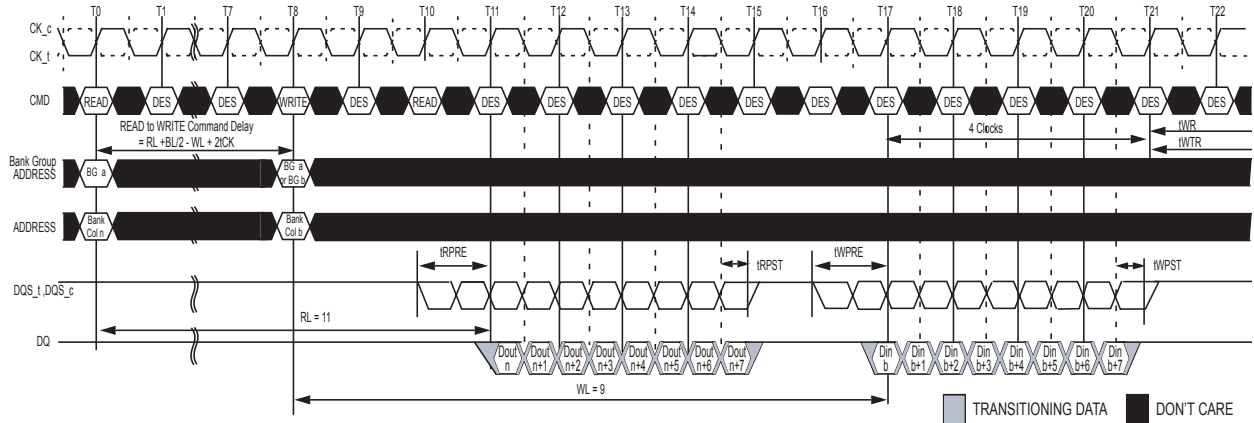 T0 T1 T7 T8 T9 T10 T11 T12 T13 T14 T15 T16 T17 T18 T19 T20 T21 T22
CK_c
CK_t
CMD READ DES DES WRITE DES READ DES DES DES DES DES DES DES DES DES DES DES DES
READ to WRITE Command Delay
= RL +BL/2 - WL + 2tCK
4 Clocks
tWR
tWTR
Bank Group
ADDRESS
BG a
BG a
or BG b
ADDRESS
Bank
Col n
Bank
Col b
tRPRE
tRPST
tWPRE
tWPST
DQS_t ,DQS_c
RL = 11
DQ
Dout
n
Dout
n+1
Dout
n+2
Dout
n+3
Dout
n+4
Dout
n+5
Dout
n+6
Dout
n+7
Din
b
Din
b+1
Din
b+2
Din
b+3
Din
b+4
Din
b+5
Din
b+6
Din
b+7
WL = 9
TRANSITIONING DATA
DON'T CARE